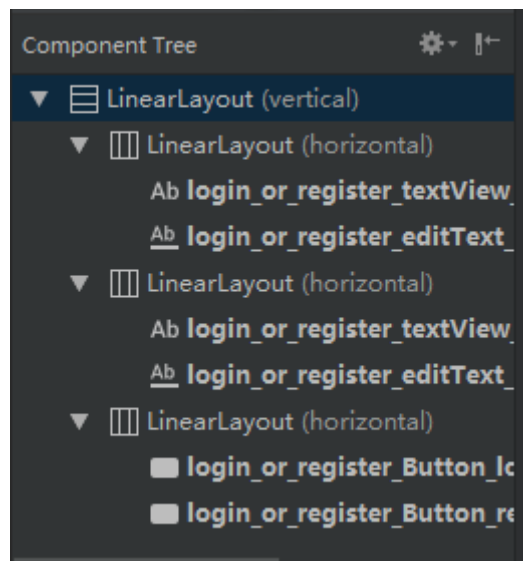 Component Tree
LinearLayout (vertical)
LinearLayout (horizontal)
Ab login_or_register_textView_
Ab login_or_register_editText_
LinearLayout (horizontal)
Ab login_or_register_textView_
Ab login_or_register_editText_
LinearLayout (horizontal)
login_or_register_Button_lo
login_or_register_Button_re